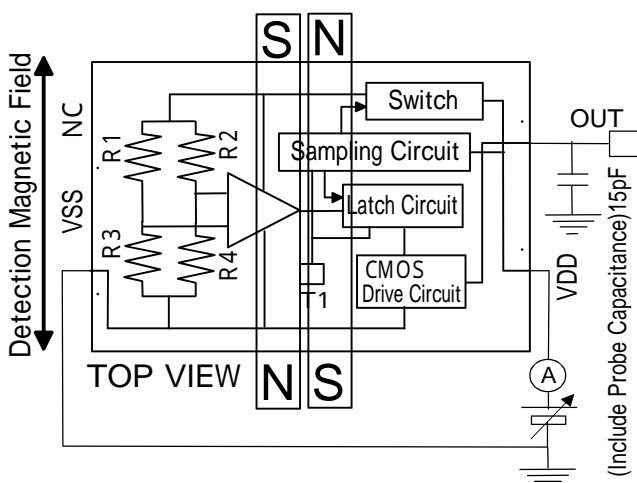 S N
Detection Magnetic Field
NC
VSS
R1
R2
R3
R4
Switch
Sampling Circuit
Latch Circuit
CMOS
Drive Circuit
T1
OUT
VDD
(Include Probe Capacitance)15pF
A
TOP VIEW
N S